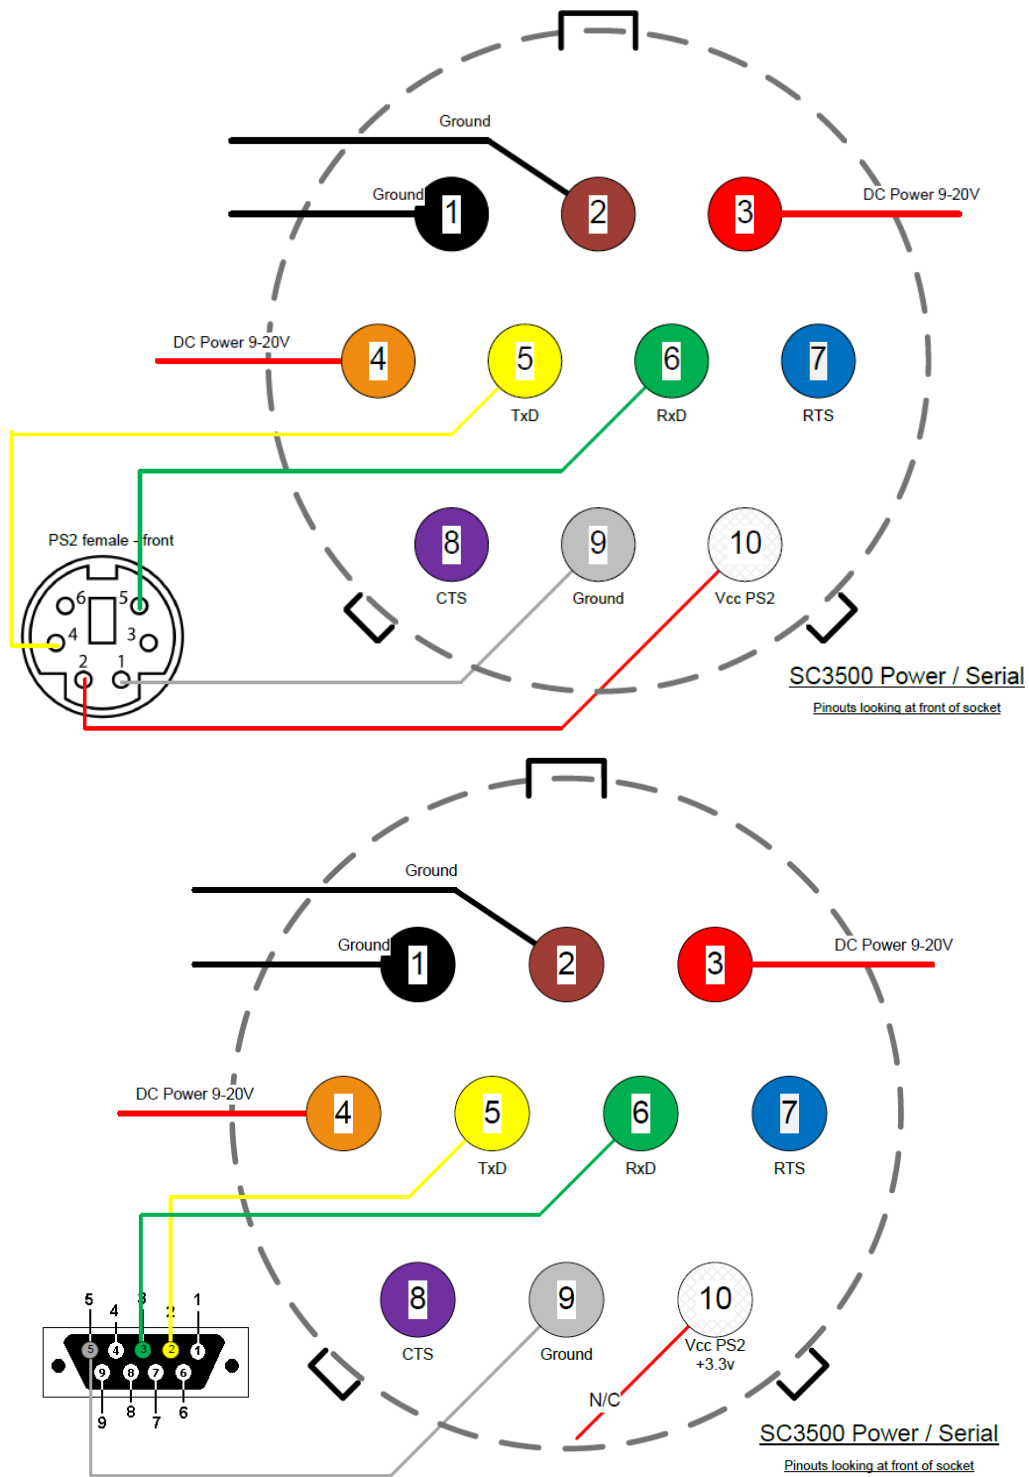 Ground
Ground
DC Power 9-20V
1
2
3
DC Power 9-20V
4
5
6
7
TxD
RxD
RTS
PS2 female - front
8
9
10
CTS
Ground
Vcc PS2
6
5
4
3
2
1
SC3500 Power / Serial
Pinouts looking at front of socket
Ground
Ground
DC Power 9-20V
1
2
3
DC Power 9-20V
4
5
6
7
TxD
RxD
RTS
8
9
10
CTS
Ground
Vcc PS2
+3.3v
N/C
5
4
3
2
1
5
4
3
2
1
9
8
7
6
9
8
7
6
SC3500 Power / Serial
Pinouts looking at front of socket